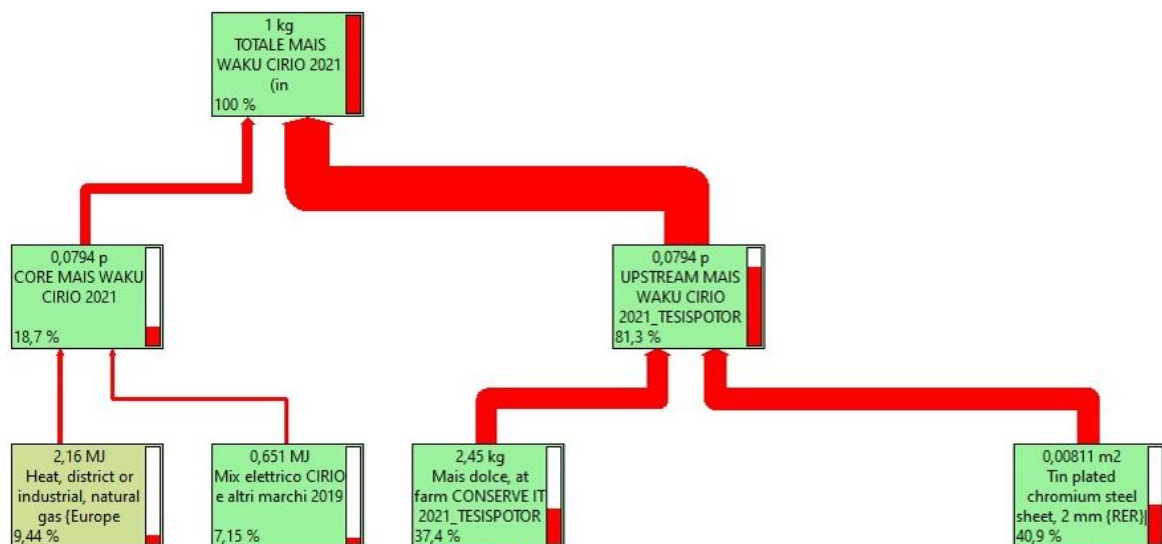 1 kg
TOTALE MAIS
WAKU CIRIO 2021
(in
100 %
0,0794 p
CORE MAIS WAKU
CIRIO 2021
18,7 %
0,0794 p
UPSTREAM MAIS
WAKU CIRIO
2021_TESISPOTOR
81,3 %
2,16 MJ
Heat, district or
industrial, natural
gas {Europe
9,44 %
0,651 MJ
Mix elettrico CIRIO
e altri marchi 2019
7,15 %
2,45 kg
Mais dolce, at
farm CONSERVE IT
2021_TESISPOTOR
37,4 %
0,00811 m2
Tin plated
chromium steel
sheet, 2 mm {RER}|
40,9 %